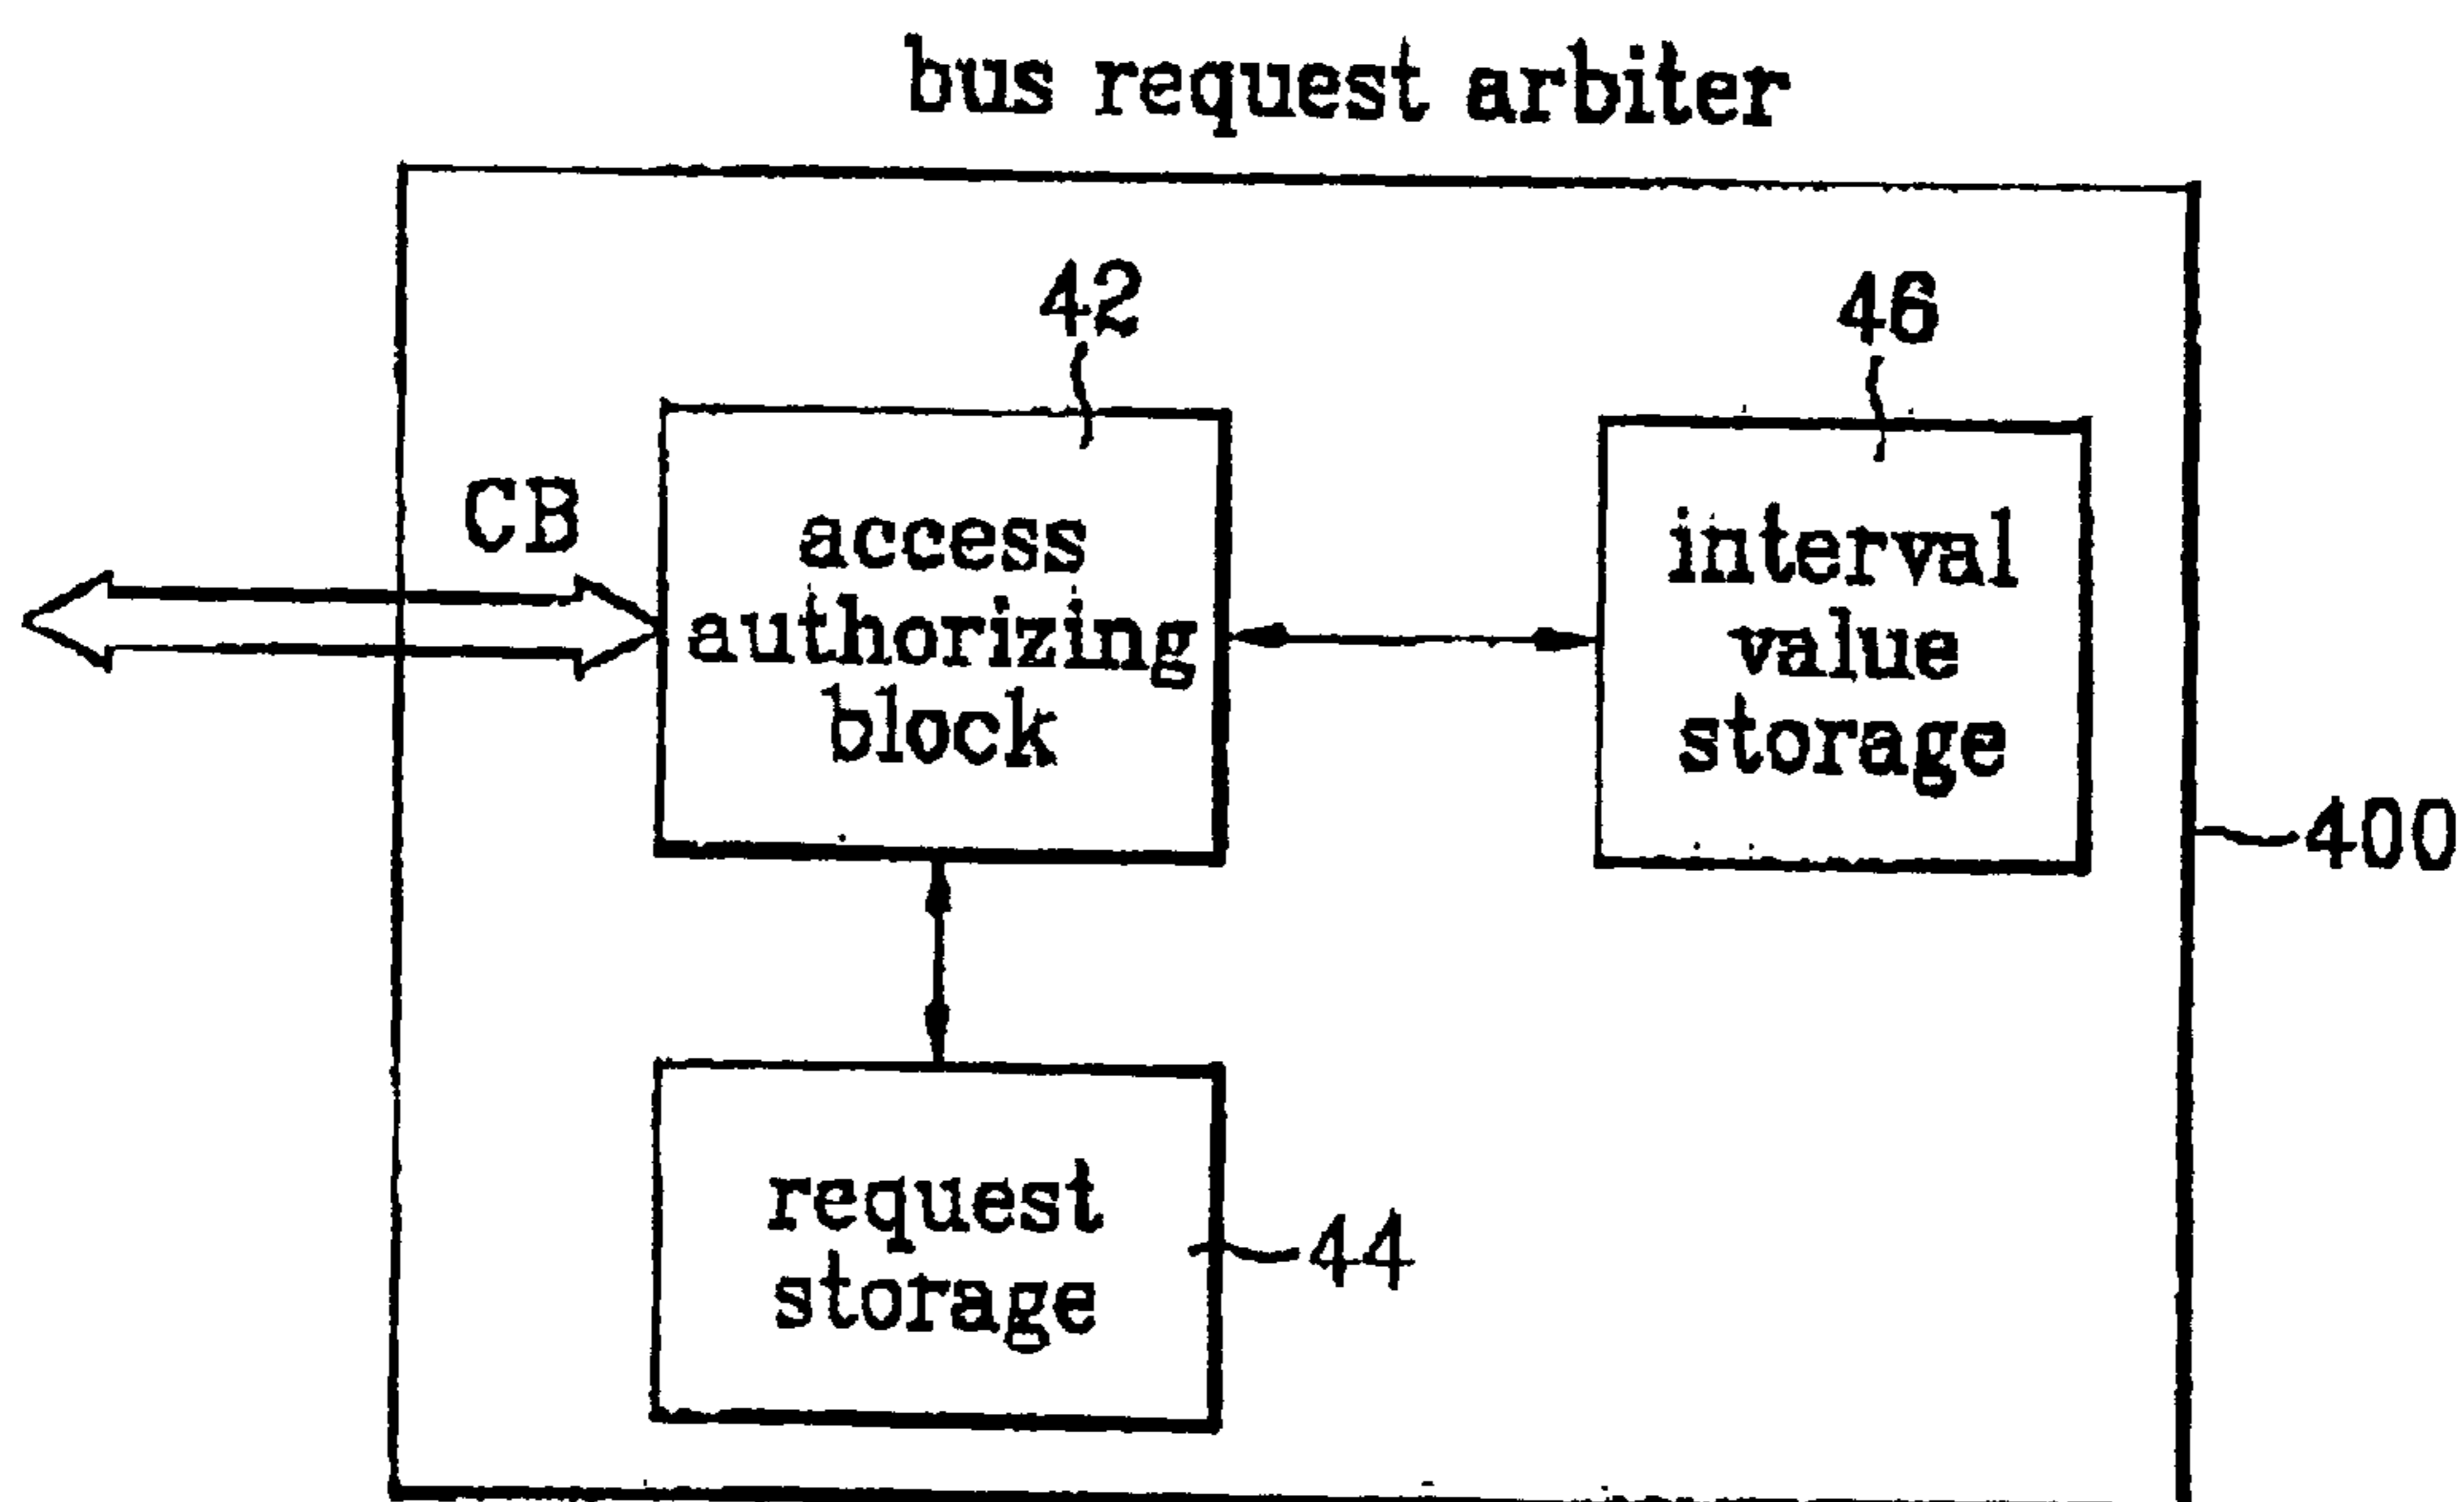 bus request arbiter
42
46
CB
access
authorizing
block
interval
value
storage
400
request
storage
44